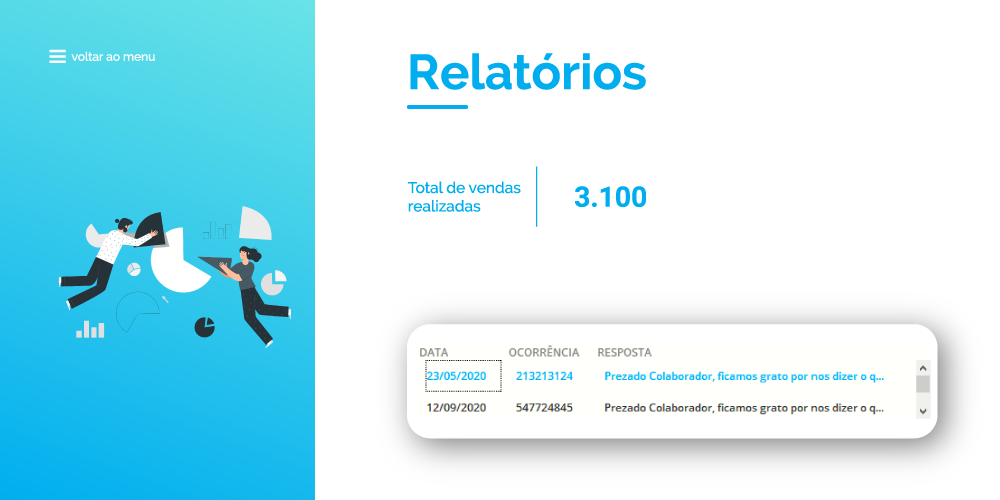 voltar ao menu
Relatórios
Total de vendas
realizadas
3.100
DATA OCORRÊNCIA RESPOSTA
23/05/2020 213213124 Prezado Colaborador, ficamos grato por nos dizer o q...
12/09/2020 547724845 Prezado Colaborador, ficamos grato por nos dizer o q...